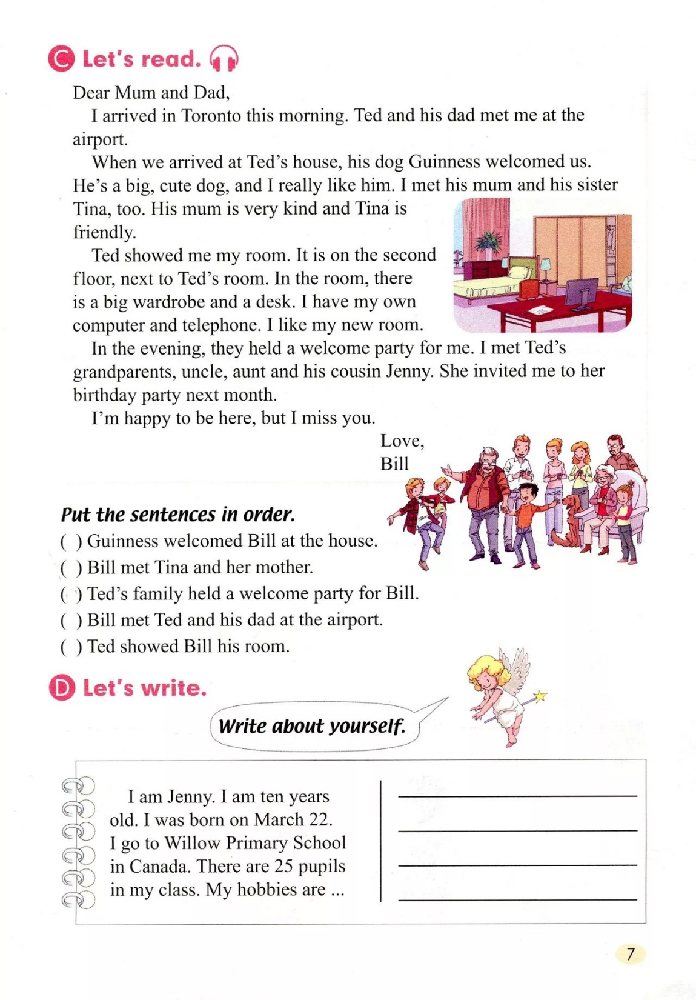 C Let's read.
Dear Mum and Dad,
I arrived in Toronto this morning. Ted and his dad met me at the
airport.
When we arrived at Ted's house, his dog Guinness welcomed us.
He's a big, cute dog, and I really like him. I met his mum and his sister
Tina, too. His mum is very kind and Tina is
friendly.
Ted showed me my room. It is on the second
floor, next to Ted's room. In the room, there
is a big wardrobe and a desk. I have my own
computer and telephone. I like my new room.
In the evening, they held a welcome party for me. I met Ted's
grandparents, uncle, aunt and his cousin Jenny. She invited me to her
birthday party next month.
I'm happy to be here, but I miss you.
Love,
Bill
Put the sentences in order.
( ) Guinness welcomed Bill at the house.
( ) Bill met Tina and her mother.
( ) Ted's family held a welcome party for Bill.
( ) Bill met Ted and his dad at the airport.
( ) Ted showed Bill his room.
D Let's write.
Write about yourself.
I am Jenny. I am ten years
old. I was born on March 22.
I go to Willow Primary School
in Canada. There are 25 pupils
in my class. My hobbies are ...
7